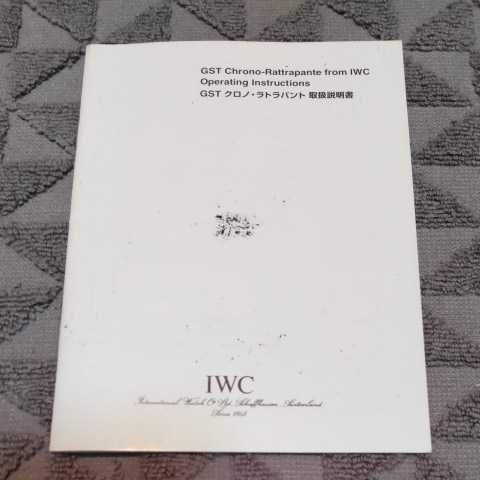 GST Chrono-Rattrapante from IWC
Operating Instructions
GST クロノ・ラトラパント 取扱説明書
IWC
International Watch Co Ltd. Schaffhausen, Switzerland
Since 1868